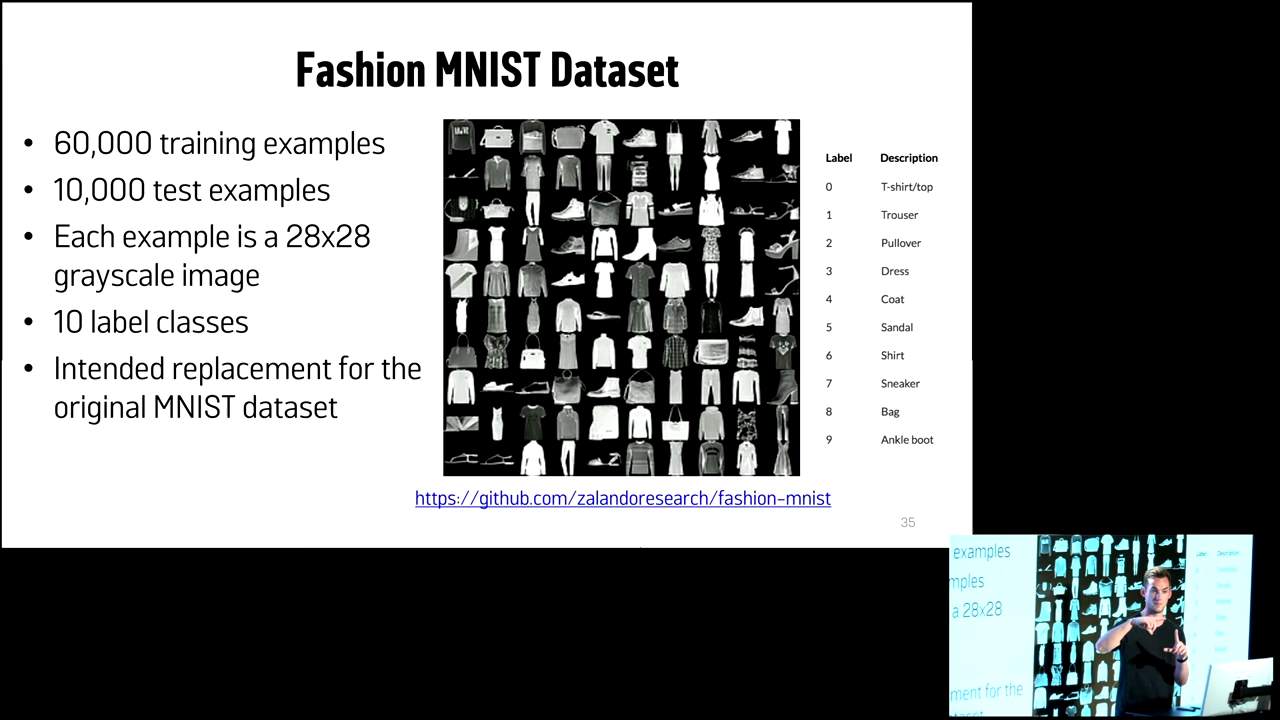 Fashion MNIST Dataset
• 60,000 training examples
• 10,000 test examples
• Each example is a 28x28
grayscale image
• 10 label classes
• Intended replacement for the
original MNIST dataset
Label Description
0 T-shirt/top
1 Trouser
2 Pullover
3 Dress
4 Coat
5 Sandal
6 Shirt
7 Sneaker
8 Bag
9 Ankle boot
https://github.com/zalandoresearch/fashion-mnist
35
examples
mples
a 28x28
ment for the
Label Description